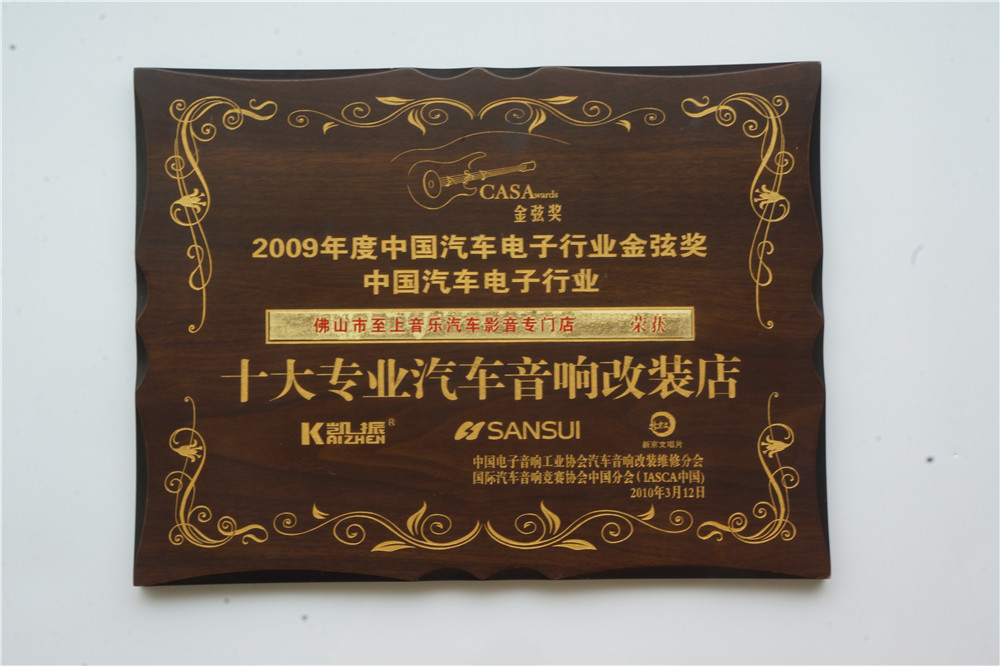 CASAwards
金弦奖
2009年度中国汽车电子行业金弦奖
中国汽车电子行业
佛山市至上音乐汽车影音专门店 荣获
十大专业汽车音响改装店
凯振® KAIZHEN SANSUI
新京文唱片
中国电子音响工业协会汽车音响改装维修分会
国际汽车音响竞赛协会中国分会(IASCA中国)
2010年3月12日